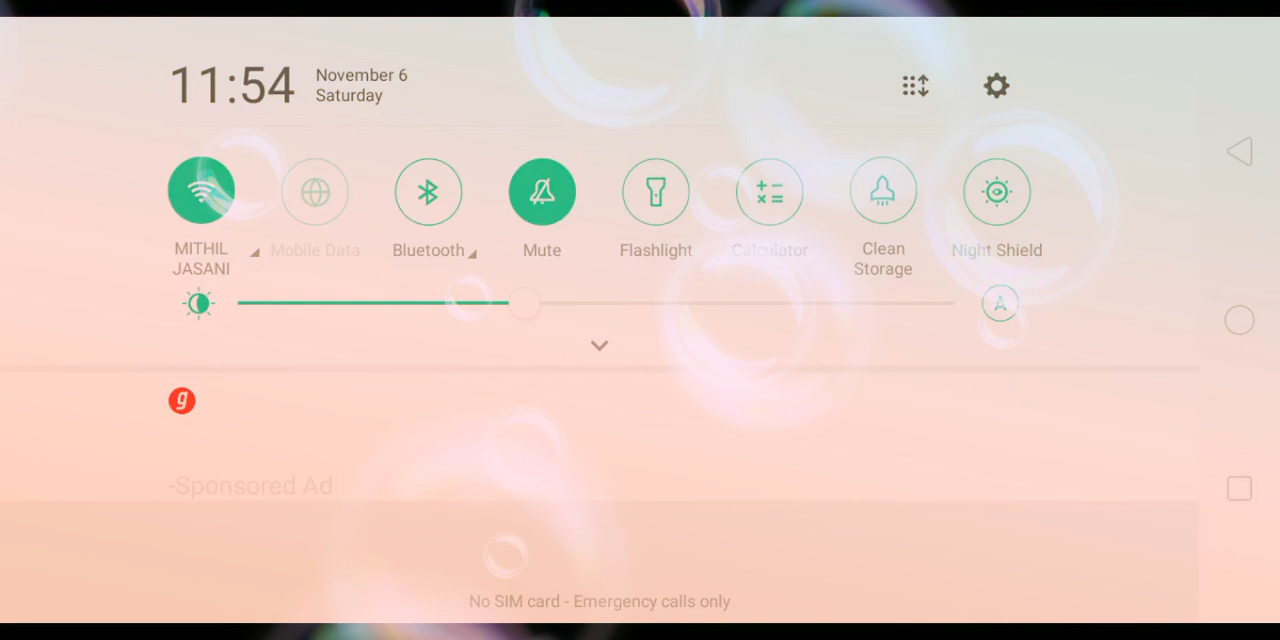 11:54
November 6
Saturday
MITHIL
JASANI
Mobile Data
Bluetooth
Mute
Flashlight
Calculator
Clean
Storage
Night Shield
A
g
-Sponsored Ad
No SIM card - Emergency calls only